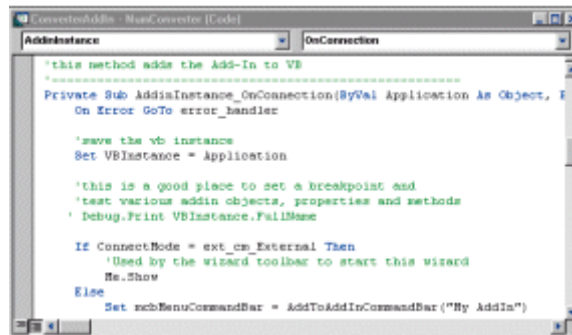 ConverterAddIn - NumConverter (Code)
AddinInstance OnConnection
'this method adds the Add-In to VB
'------------------------------------------------------
Private Sub AddinInstance_OnConnection(ByVal Application As Object,
On Error GoTo error_handler
'save the vb instance
Set VBInstance = Application
'this is a good place to set a breakpoint and
'test various addin objects, properties and methods
' Debug.Print VBInstance.FullName
If ConnectMode = ext_cm_External Then
'Used by the wizard toolbar to start this wizard
Me.Show
Else
Set mcbMenuCommandBar = AddToAddInCommandBar("My AddIn")